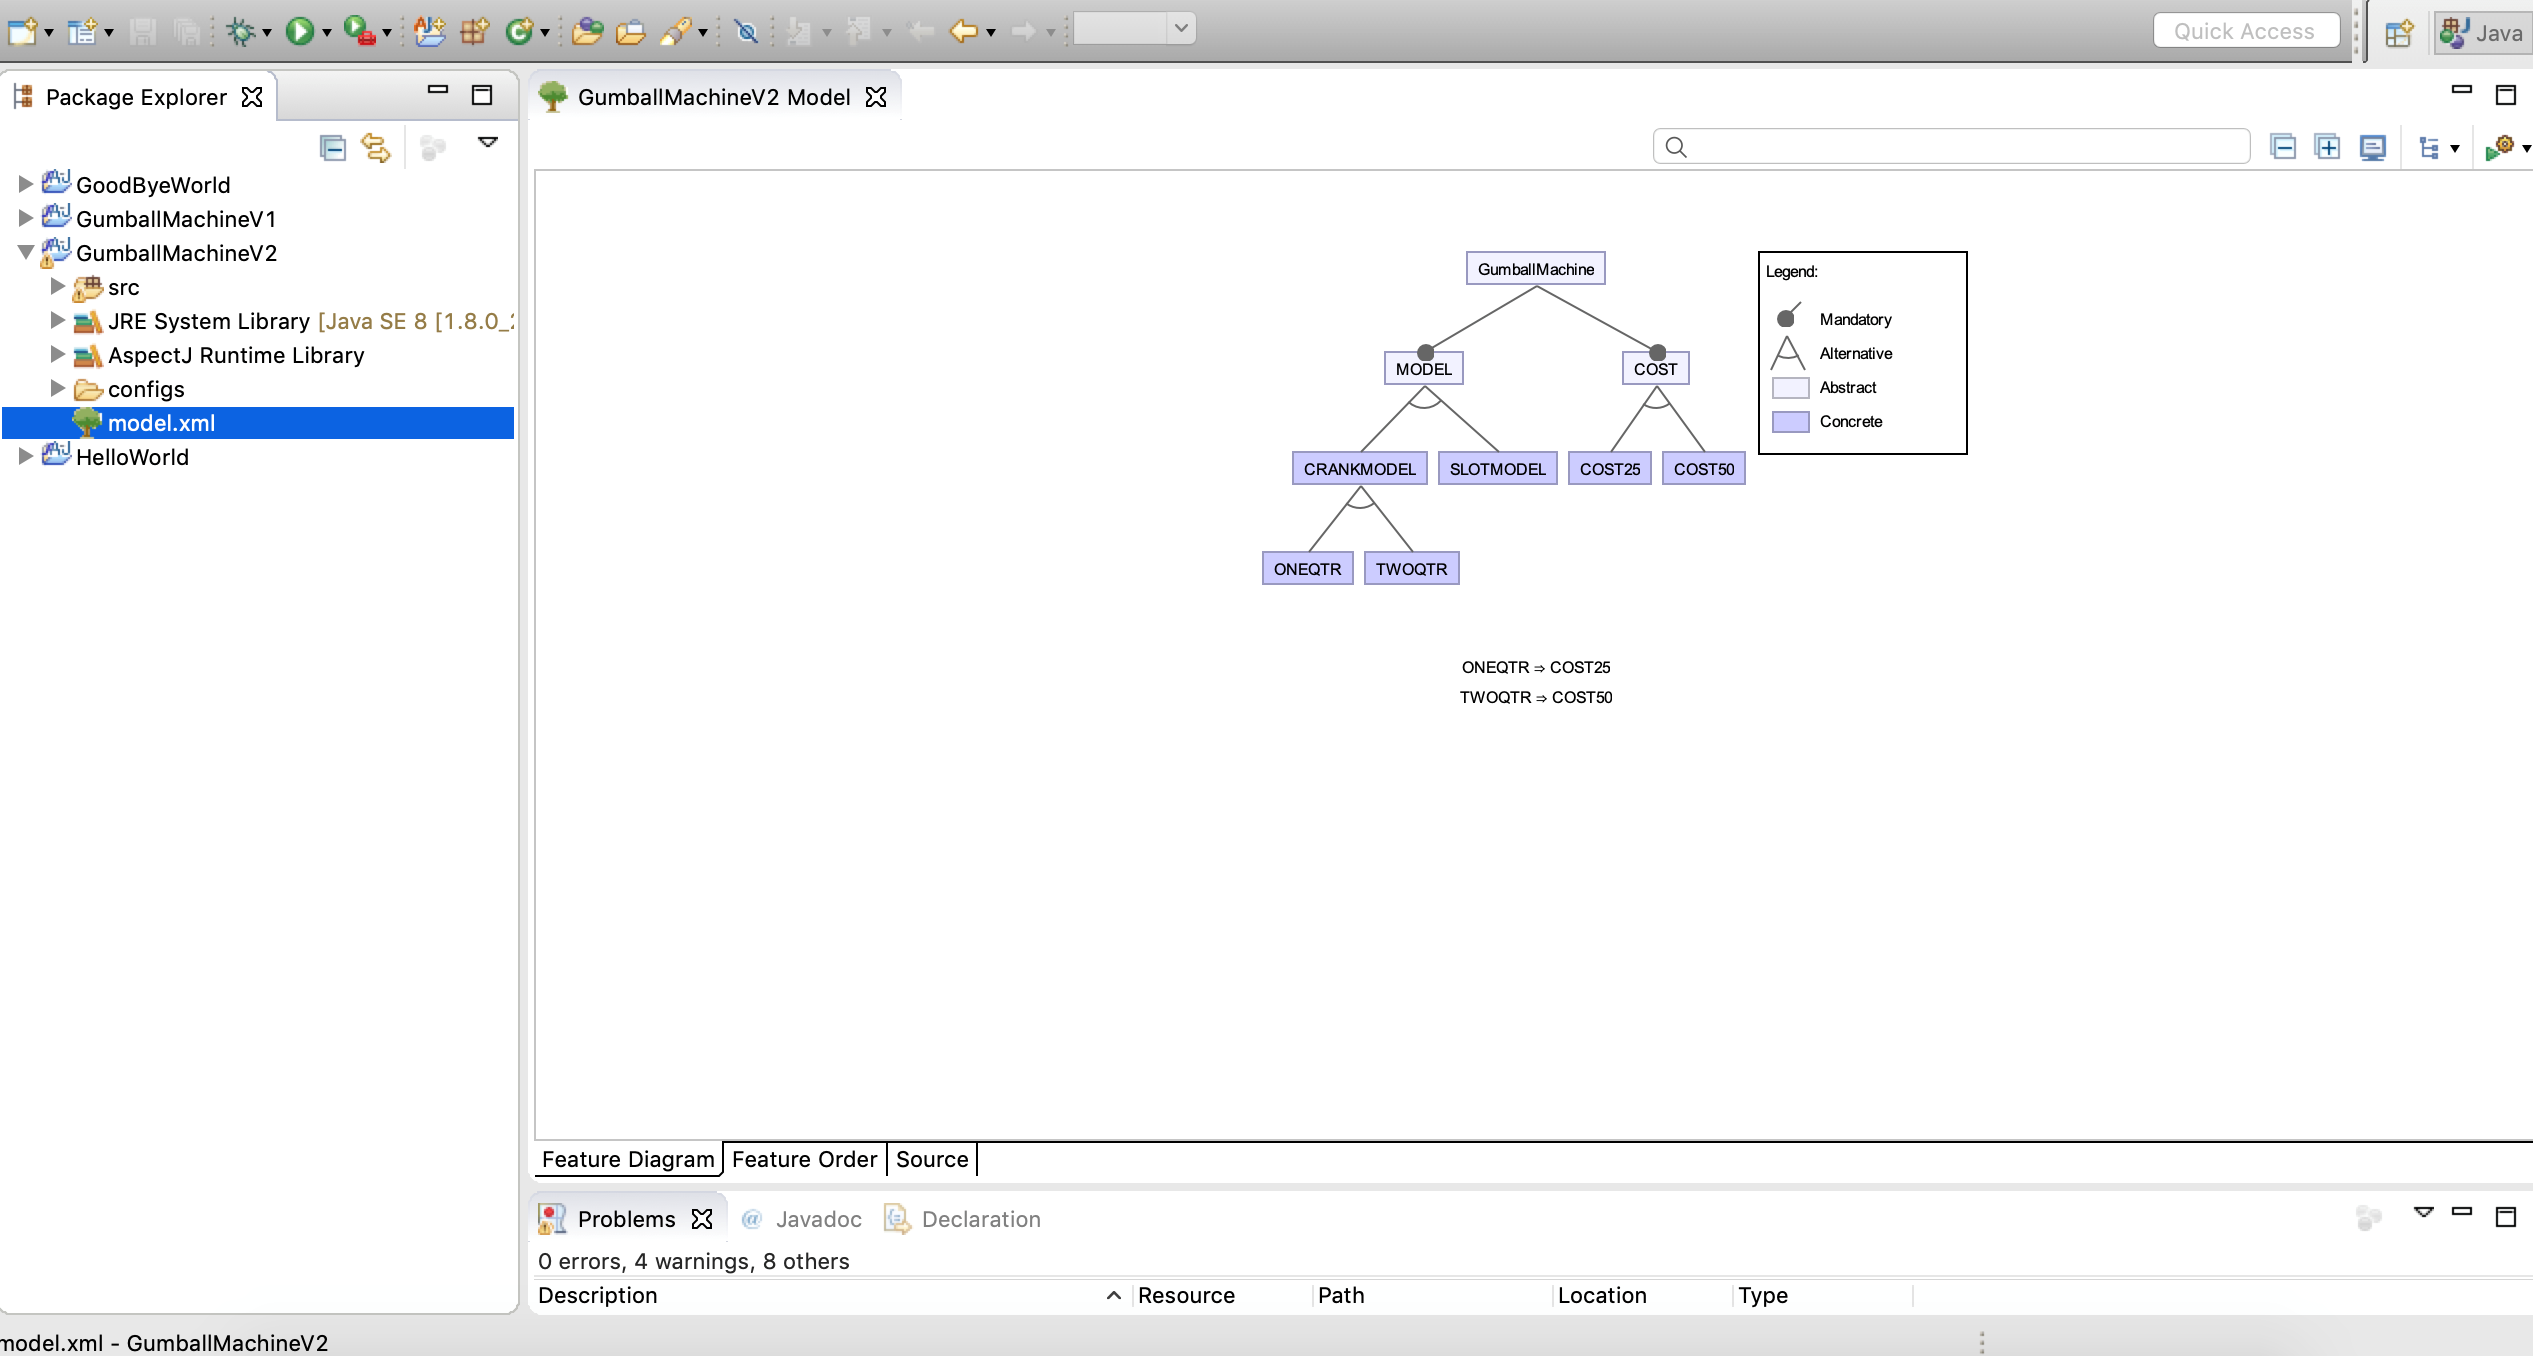 Quick Access
Java
Package Explorer
GumballMachineV2 Model
GoodByeWorld
GumballMachineV1
GumballMachineV2
src
JRE System Library [Java SE 8 [1.8.0_
AspectJ Runtime Library
configs
model.xml
HelloWorld
GumballMachine
MODEL
COST
CRANKMODEL
SLOTMODEL
COST25
COST50
ONEQTR
TWOQTR
Legend:
Mandatory
Alternative
Abstract
Concrete
ONEQTR ⇒ COST25
TWOQTR ⇒ COST50
Feature Diagram
Feature Order
Source
Problems
@ Javadoc
Declaration
0 errors, 4 warnings, 8 others
Description
Resource
Path
Location
Type
model.xml - GumballMachineV2